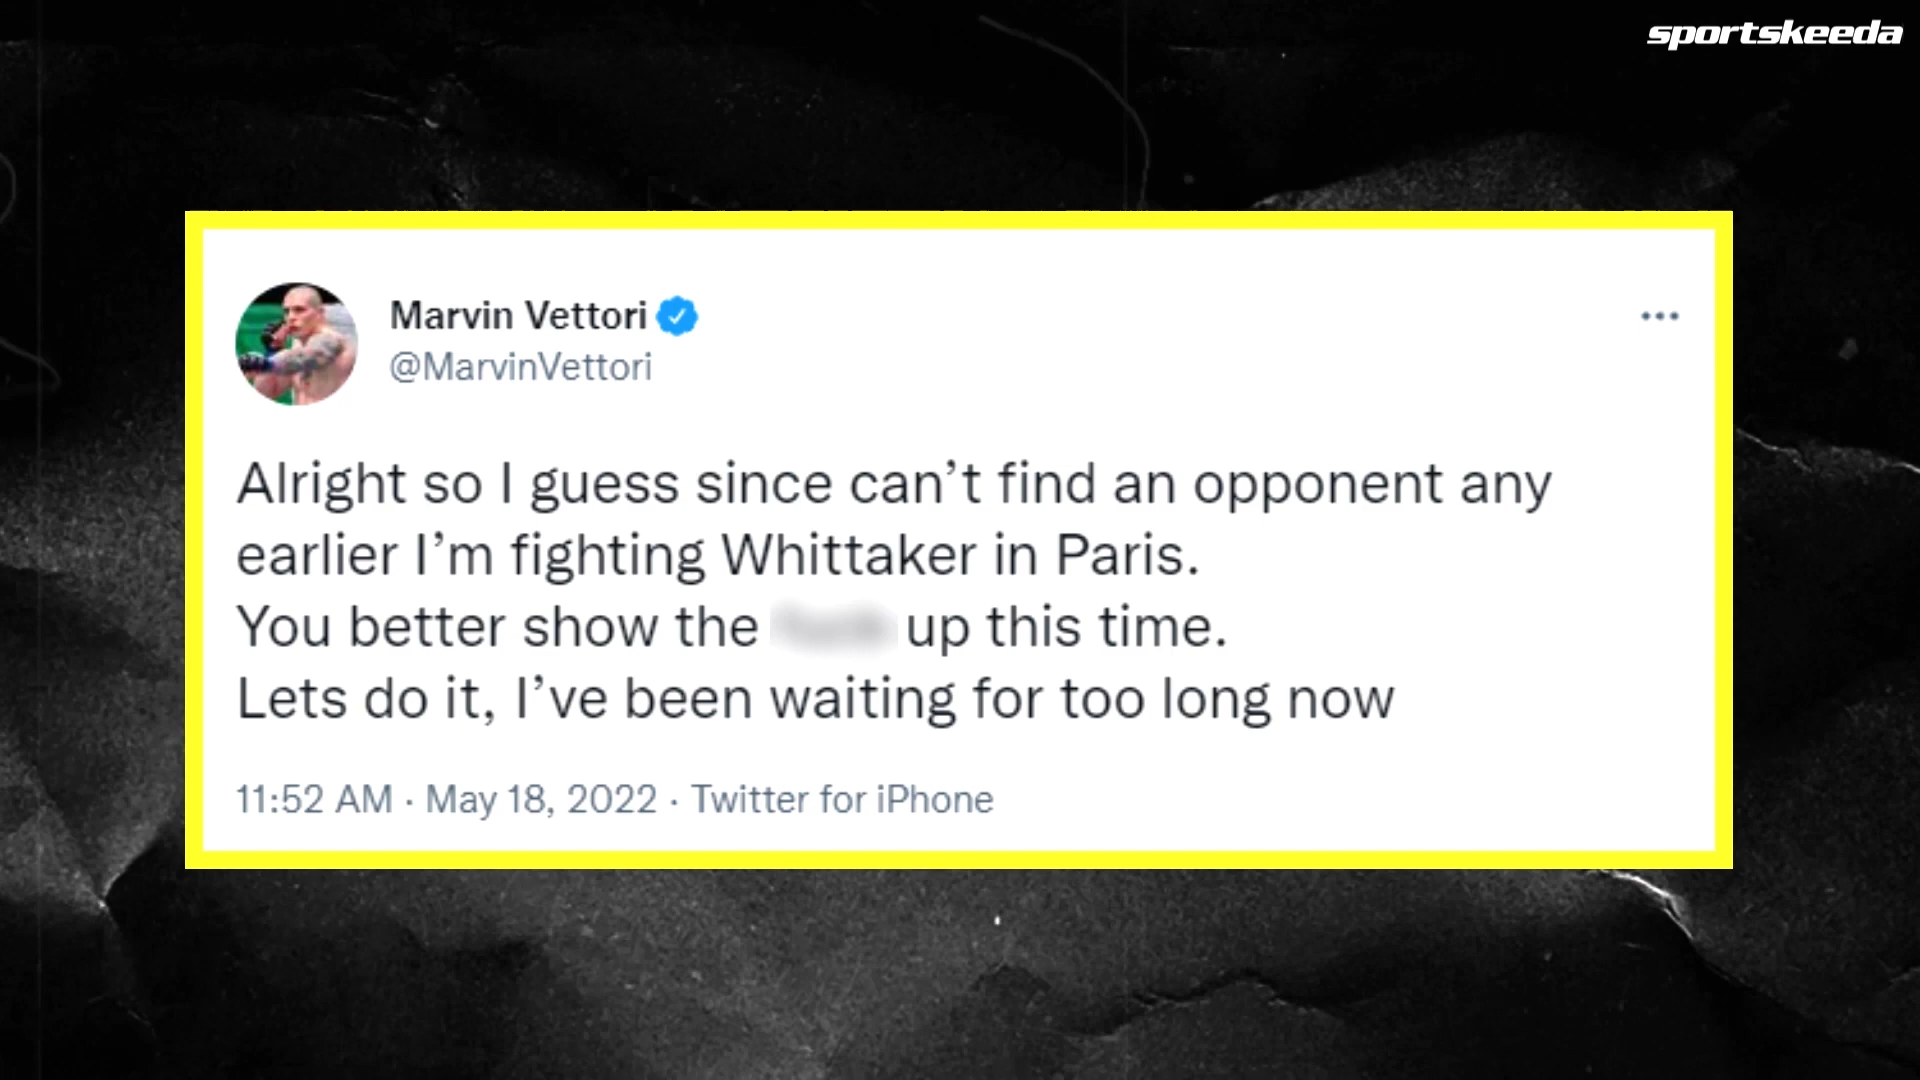 sportskeeda
Marvin Vettori
@MarvinVettori
Alright so I guess since can’t find an opponent any
earlier I’m fighting Whittaker in Paris.
You better show the up this time.
Lets do it, I’ve been waiting for too long now
11:52 AM · May 18, 2022 · Twitter for iPhone